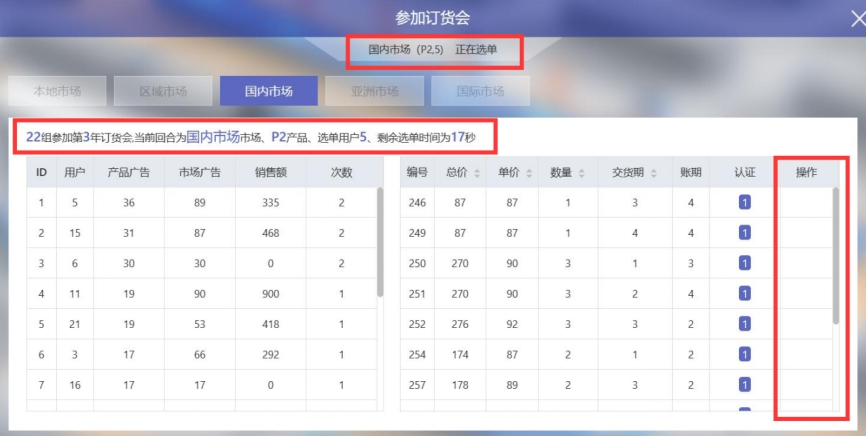 参加订货会
国内市场（P2,5） 正在选单
本地市场 区域市场 国内市场 亚洲市场 国际市场
22组参加第3年订货会,当前回合为国内市场市场、P2产品、选单用户5、剩余选单时间为17秒
ID 用户 产品广告 市场广告 销售额 次数 编号 总价 单价 数量 交货期 账期 认证 操作
1 5 36 89 335 2 246 87 87 1 3 4 1
2 15 31 87 468 2 249 87 87 1 4 4 1
3 6 30 30 0 2 250 270 90 3 1 3 1
4 11 19 90 900 1 251 270 90 3 2 4 1
5 21 19 53 418 1 252 276 92 3 3 2 1
6 3 17 66 292 1 254 174 87 2 1 2 1
7 16 17 17 0 1 257 178 89 2 3 2 1